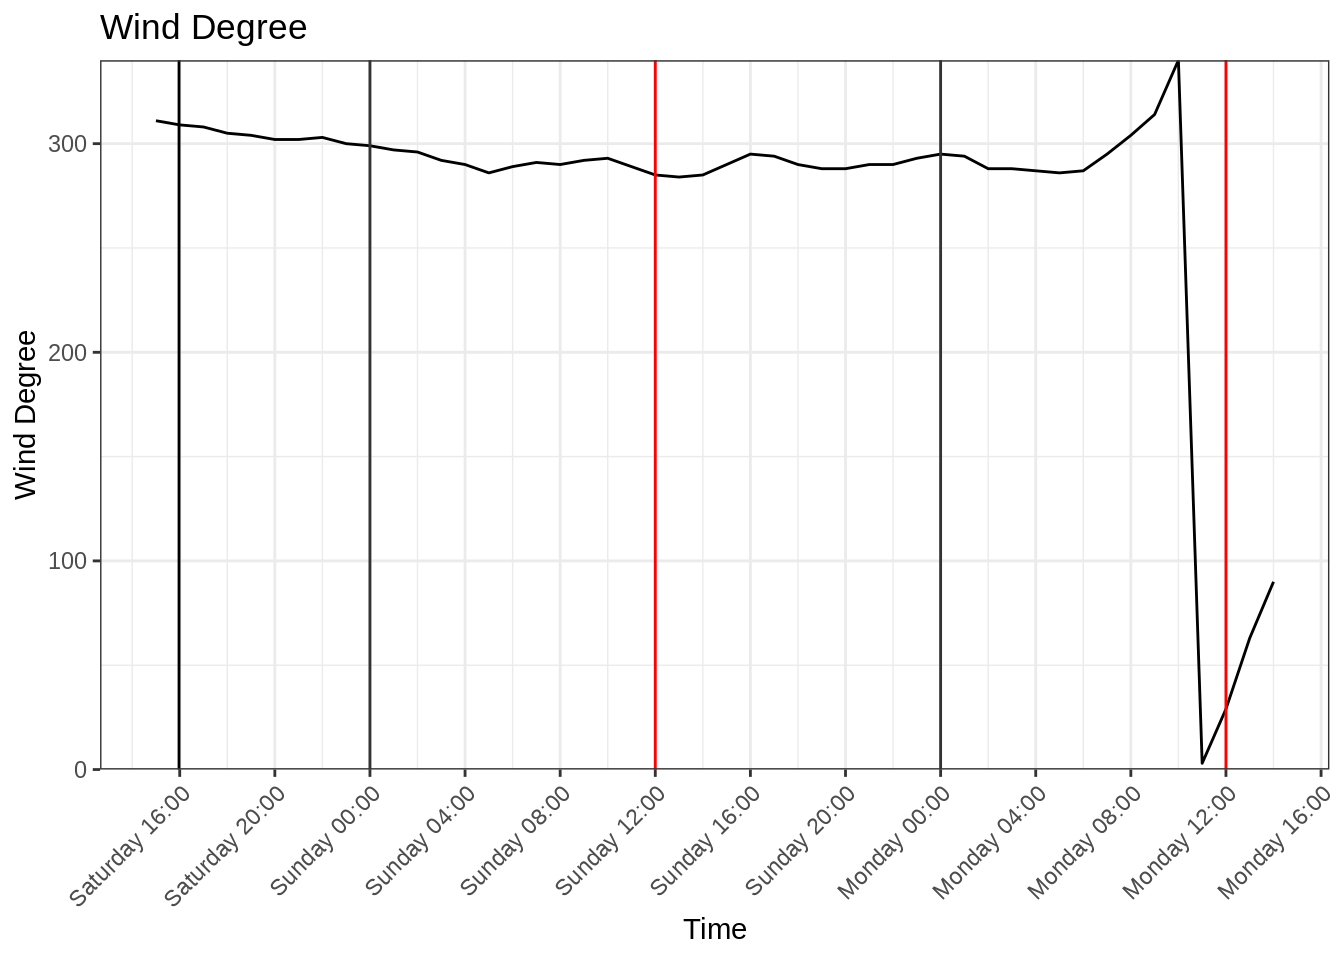 Wind Degree
Wind Degree
300
200
100
0
Saturday 16:00
Saturday 20:00
Sunday 00:00
Sunday 04:00
Sunday 08:00
Sunday 12:00
Sunday 16:00
Sunday 20:00
Monday 00:00
Monday 04:00
Monday 08:00
Monday 12:00
Monday 16:00
Time